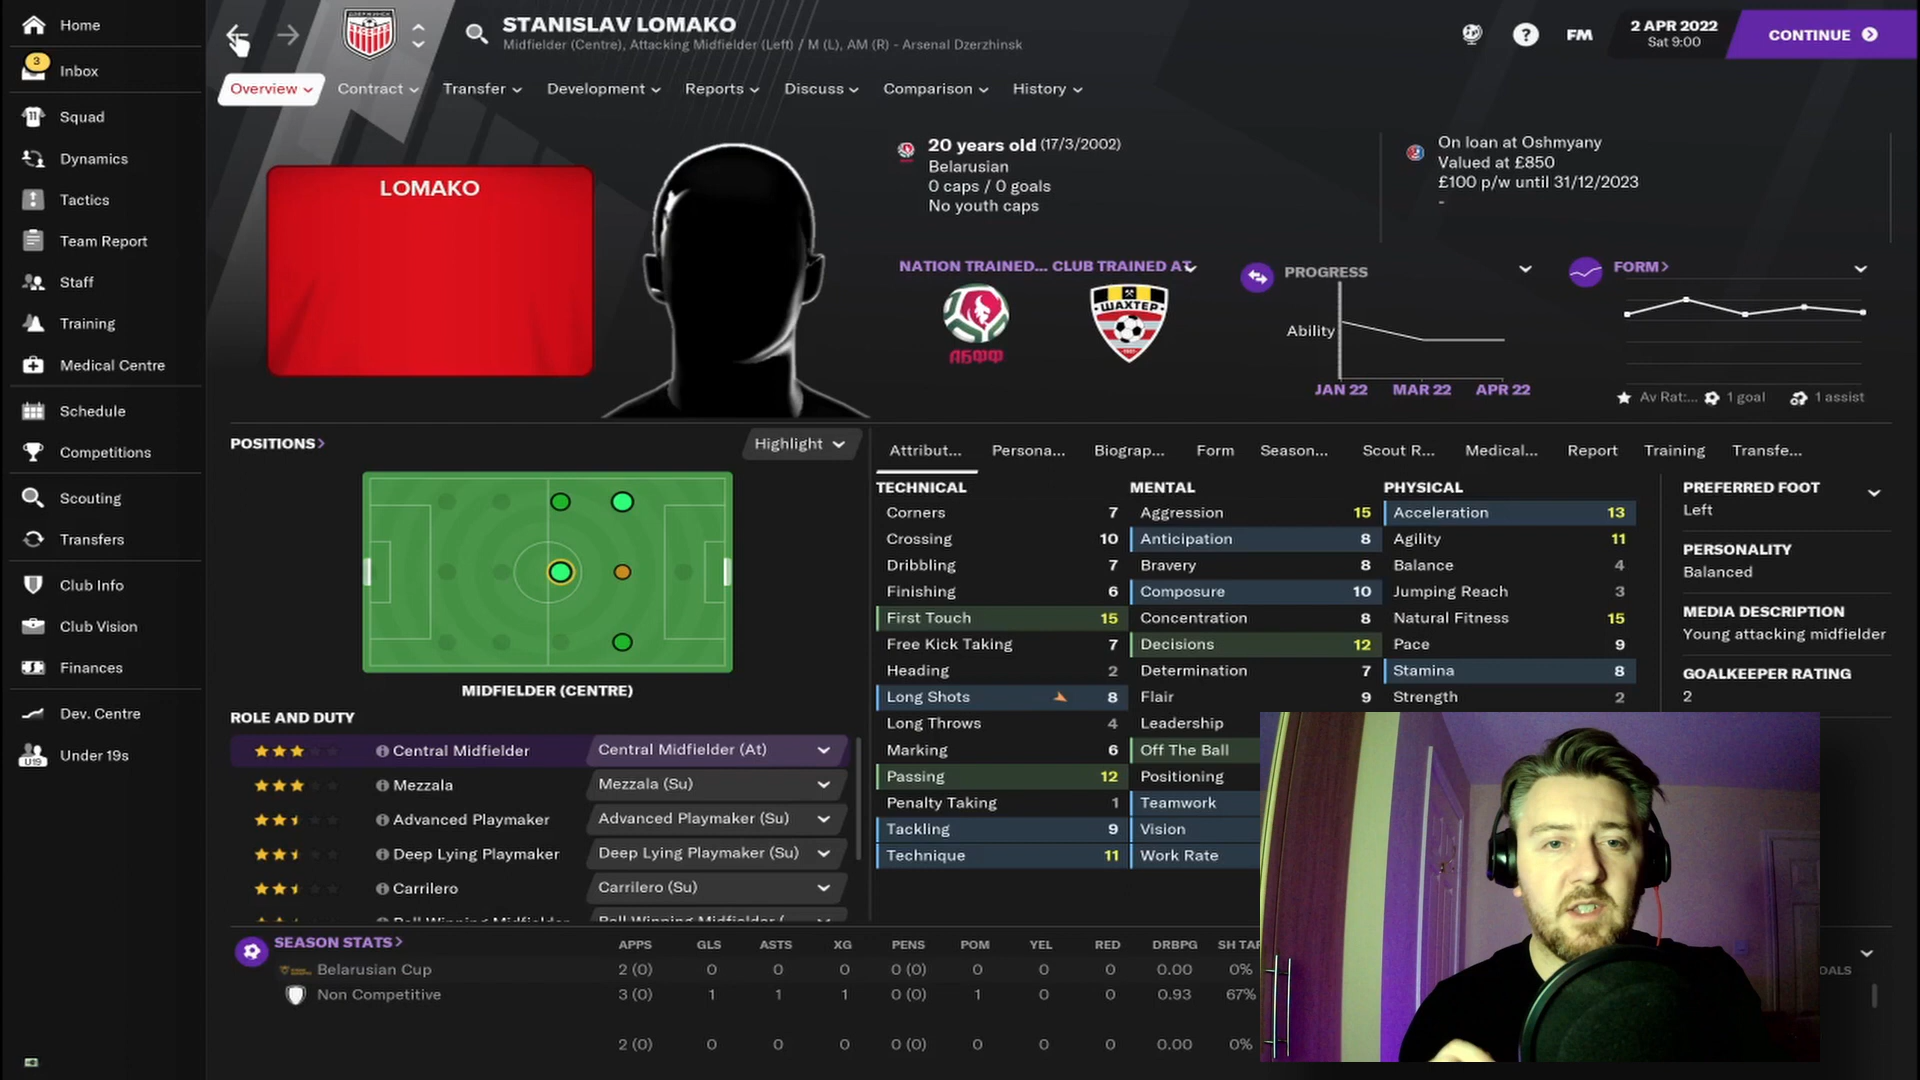 Home
3
Inbox
Squad
Dynamics
Tactics
Team Report
Staff
Training
Medical Centre
Schedule
Competitions
Scouting
Transfers
Club Info
Club Vision
Finances
Dev. Centre
U19
Under 19s
STANISLAV LOMAKO
Midfielder (Centre), Attacking Midfielder (Left) / M (L), AM (R) - Arsenal Dzerzhinsk
FM
2 APR 2022
Sat 9:00
CONTINUE
Overview
Contract
Transfer
Development
Reports
Discuss
Comparison
History
LOMAKO
20 years old (17/3/2002)
Belarusian
0 caps / 0 goals
No youth caps
On loan at Oshmyany
Valued at £850
£100 p/w until 31/12/2023
-
NATION TRAINED... CLUB TRAINED AT
АБФФ
ШАХТЕР
PROGRESS
Ability
JAN 22 MAR 22 APR 22
FORM>
Av Rat:... 1 goal 1 assist
POSITIONS>
Highlight
MIDFIELDER (CENTRE)
ROLE AND DUTY
Central Midfielder Central Midfielder (At)
Mezzala Mezzala (Su)
Advanced Playmaker Advanced Playmaker (Su)
Deep Lying Playmaker Deep Lying Playmaker (Su)
Carrilero Carrilero (Su)
Ball Winning Midfielder Ball Winning Midfielder (
Attribut... Persona... Biograp... Form Season... Scout R... Medical... Report Training Transfe...
TECHNICAL
Corners 7
Crossing 10
Dribbling 7
Finishing 6
First Touch 15
Free Kick Taking 7
Heading 2
Long Shots 8
Long Throws 4
Marking 6
Passing 12
Penalty Taking 1
Tackling 9
Technique 11
MENTAL
Aggression 15
Anticipation 8
Bravery 8
Composure 10
Concentration 8
Decisions 12
Determination 7
Flair 9
Leadership
Off The Ball
Positioning
Teamwork
Vision
Work Rate
PHYSICAL
Acceleration 13
Agility 11
Balance 4
Jumping Reach 3
Natural Fitness 15
Pace 9
Stamina 8
Strength 2
PREFERRED FOOT
Left
PERSONALITY
Balanced
MEDIA DESCRIPTION
Young attacking midfielder
GOALKEEPER RATING
2
SEASON STATS> APPS GLS ASTS XG PENS POM YEL RED DRBPG SH TAR
Belarusian Cup 2 (0) 0 0 0 0 (0) 0 0 0 0.00 0%
Non Competitive 3 (0) 1 1 1 0 (0) 1 0 0 0.93 67%
2 (0) 0 0 0 0 (0) 0 0 0 0.00 0%